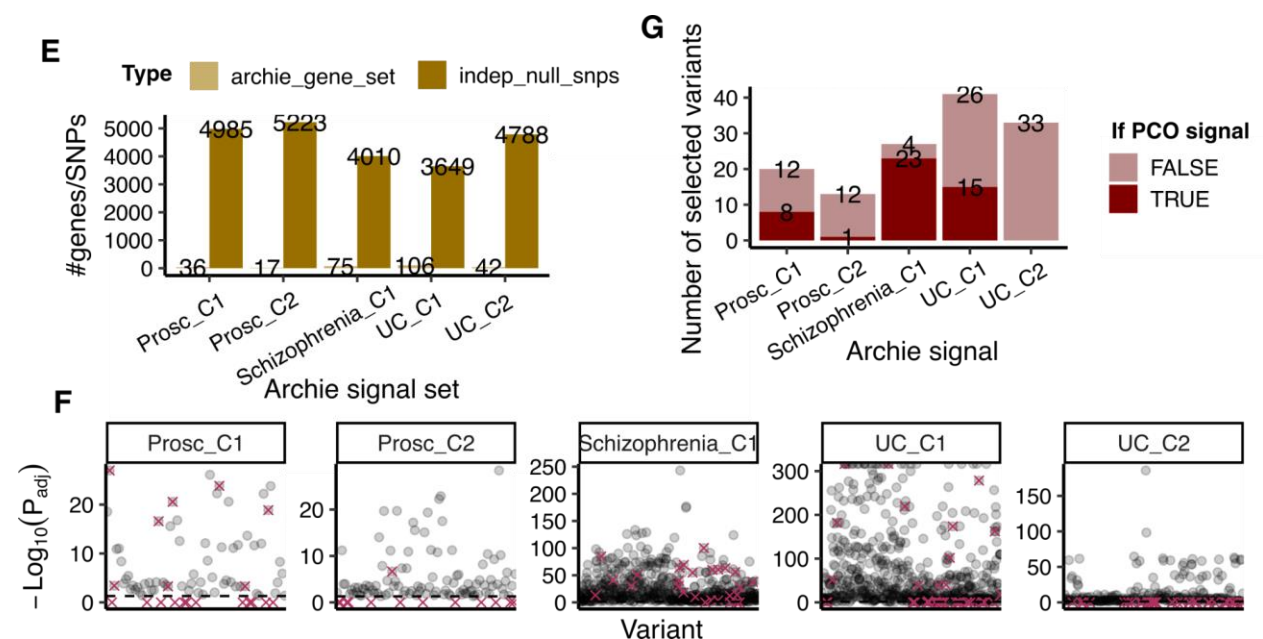 E
Type archie_gene_set indep_null_snps
#genes/SNPs
5000
4000
3000
2000
1000
0
4985
5223
4010
3649
4788
36
17
75
106
42
Prosc_C1
Prosc_C2
Schizophrenia_C1
UC_C1
UC_C2
Archie signal set
G
Number of selected variants
40
30
20
10
0
12
8
12
1
4
23
26
15
33
Prosc_C1
Prosc_C2
Schizophrenia_C1
UC_C1
UC_C2
Archie signal
If PCO signal
FALSE
TRUE
F
Prosc_C1
Prosc_C2
Schizophrenia_C1
UC_C1
UC_C2
− Log10(Padj)
20
10
0
20
10
0
250
200
150
100
50
0
300
200
100
0
150
100
50
0
Variant